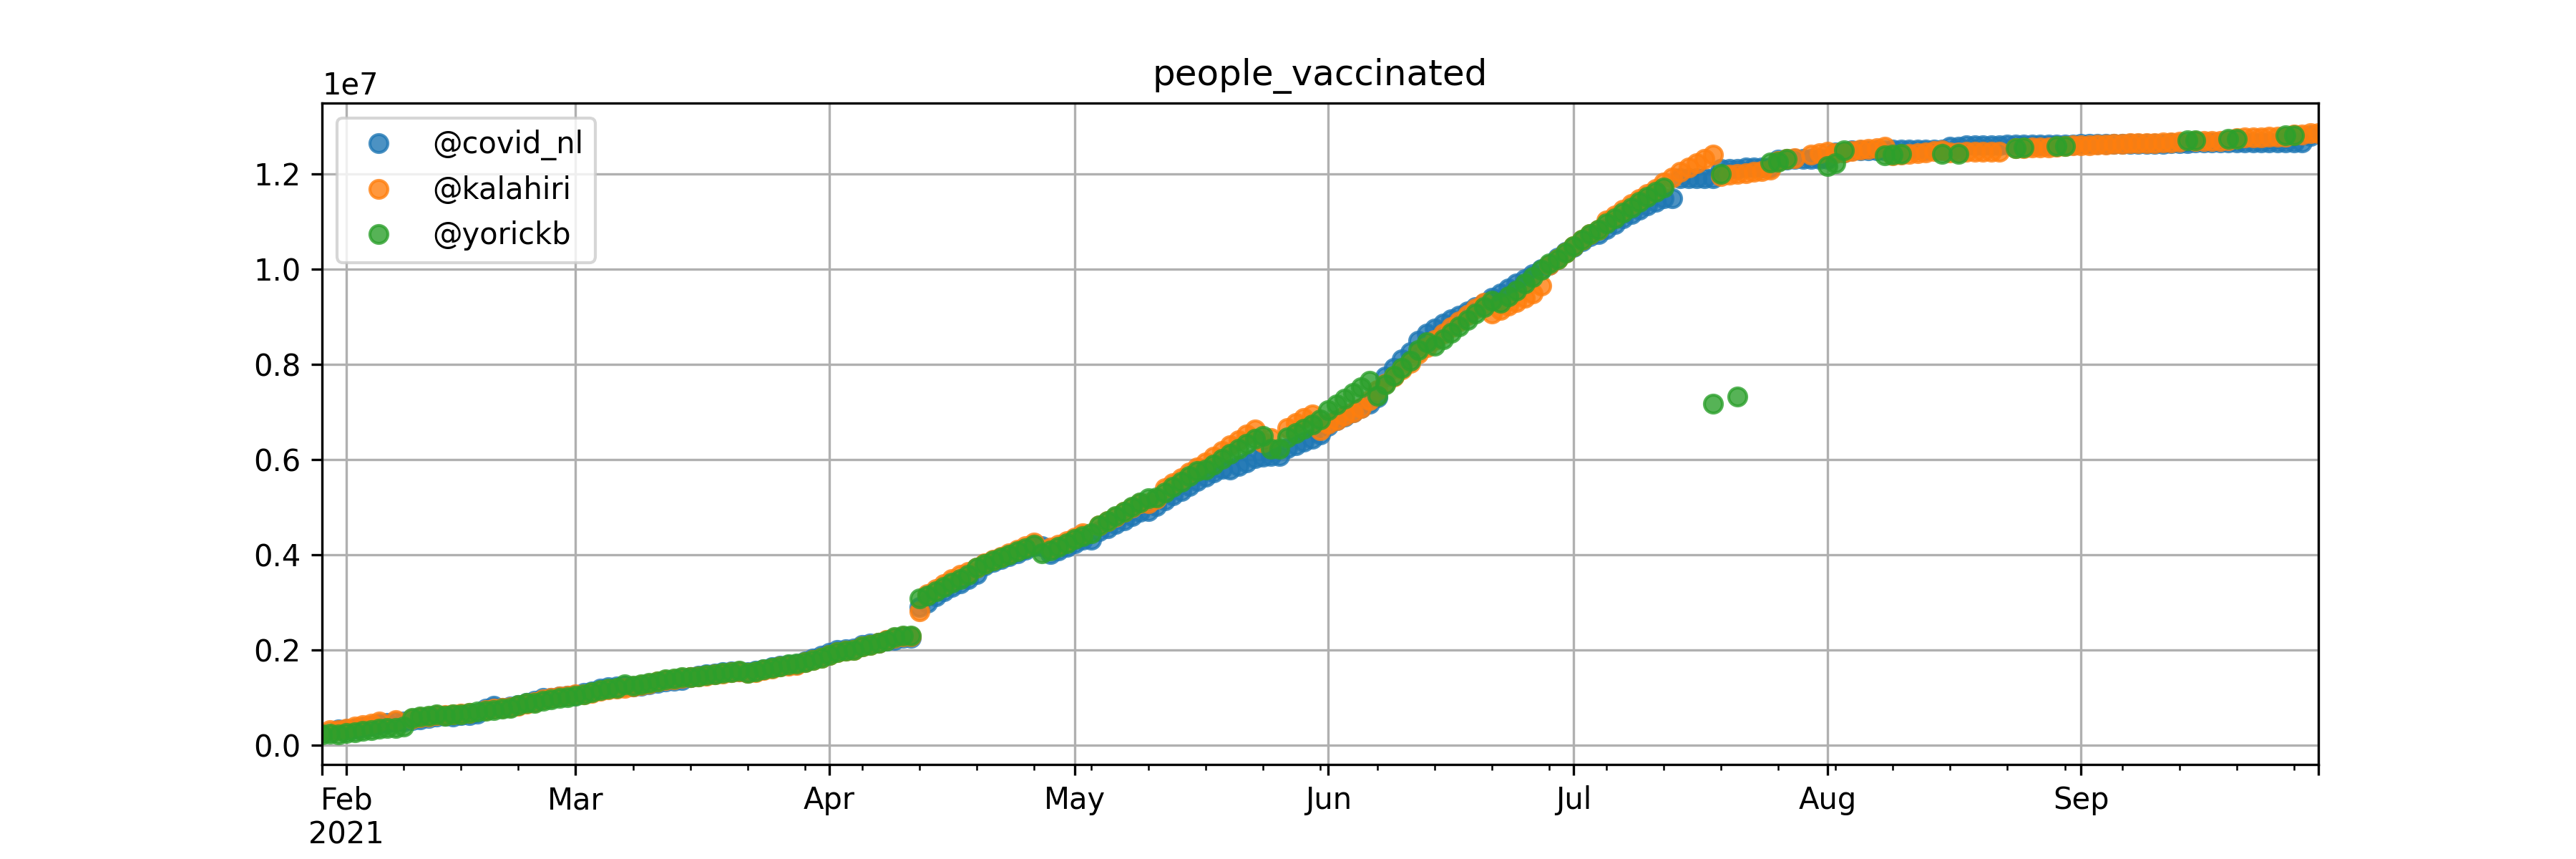 people_vaccinated
1e7
@covid_nl
@kalahiri
@yorickb
1.2
1.0
0.8
0.6
0.4
0.2
0.0
Feb Mar Apr May Jun Jul Aug Sep
2021